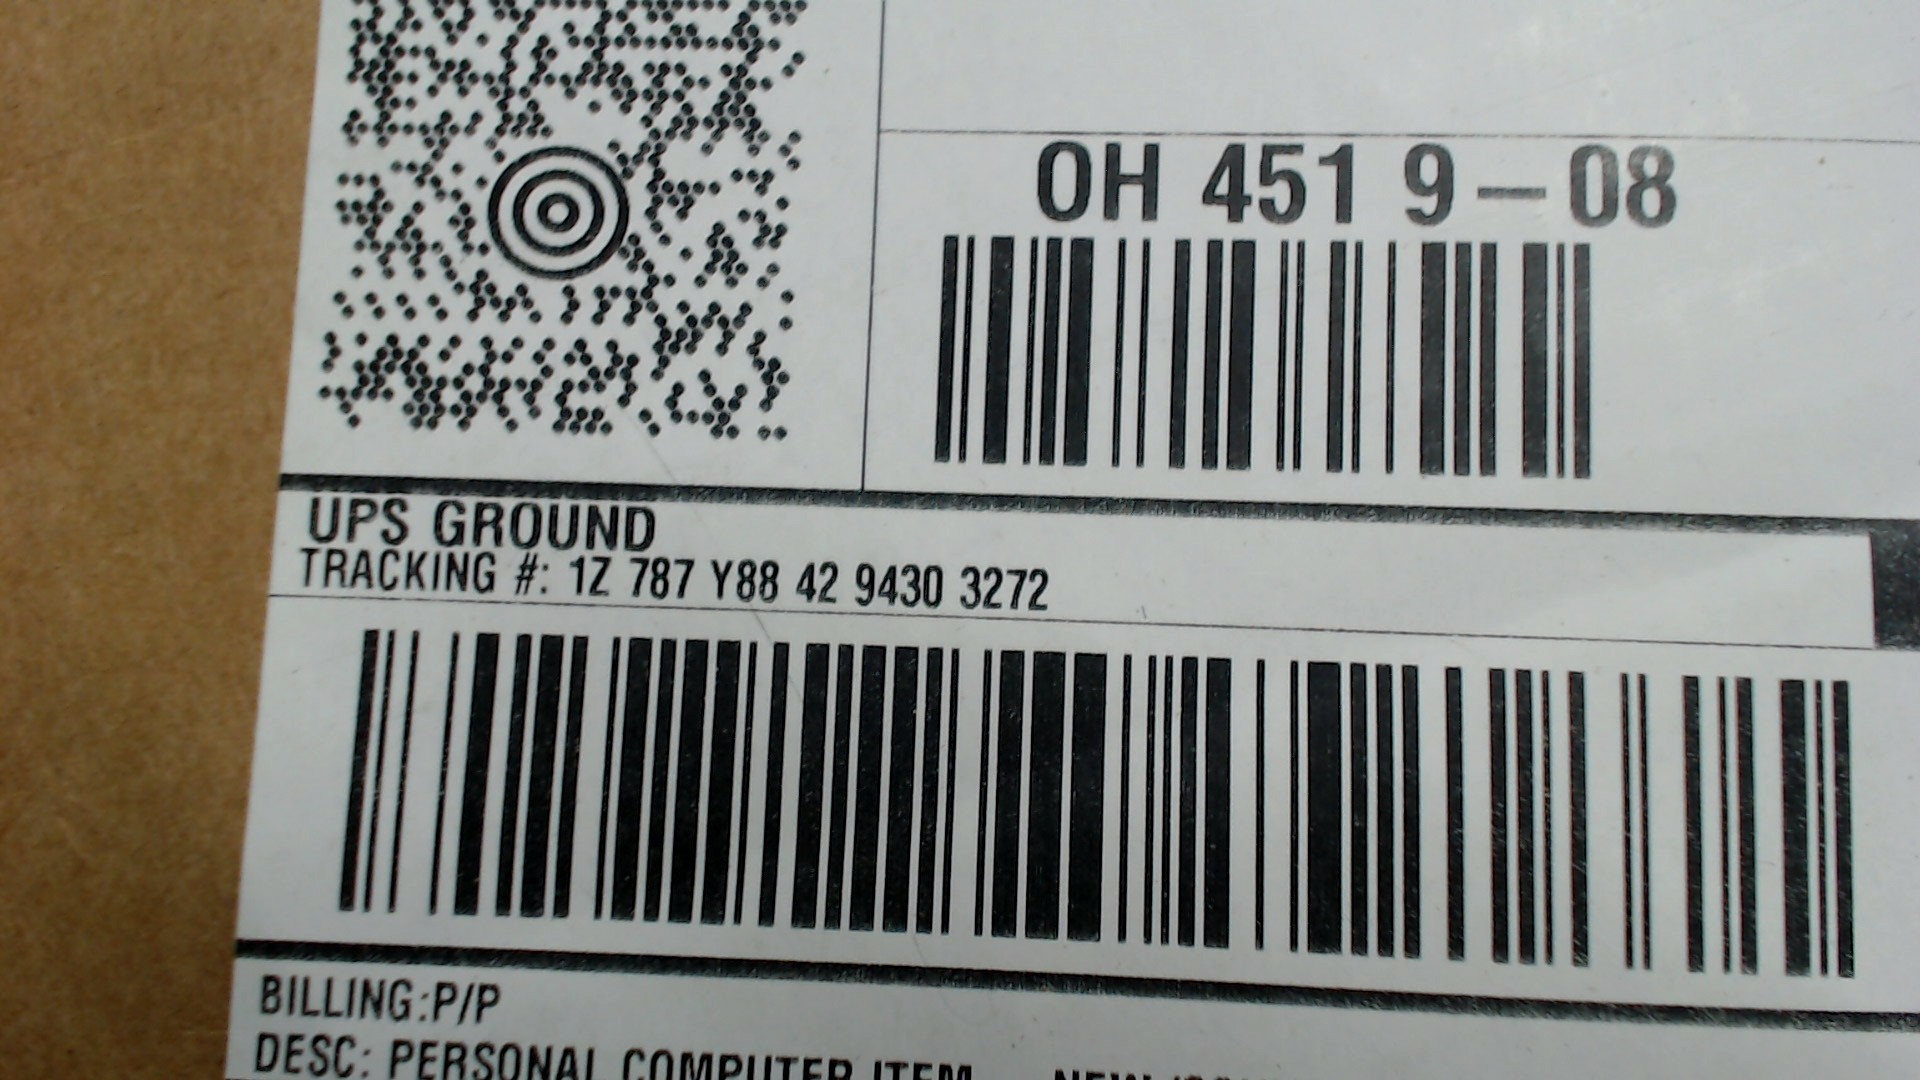 OH 451 9-08
UPS GROUND
TRACKING #: 1Z 787 Y88 42 9430 3272
BILLING:P/P
DESC: PERSONAL COMPUTER ITEM